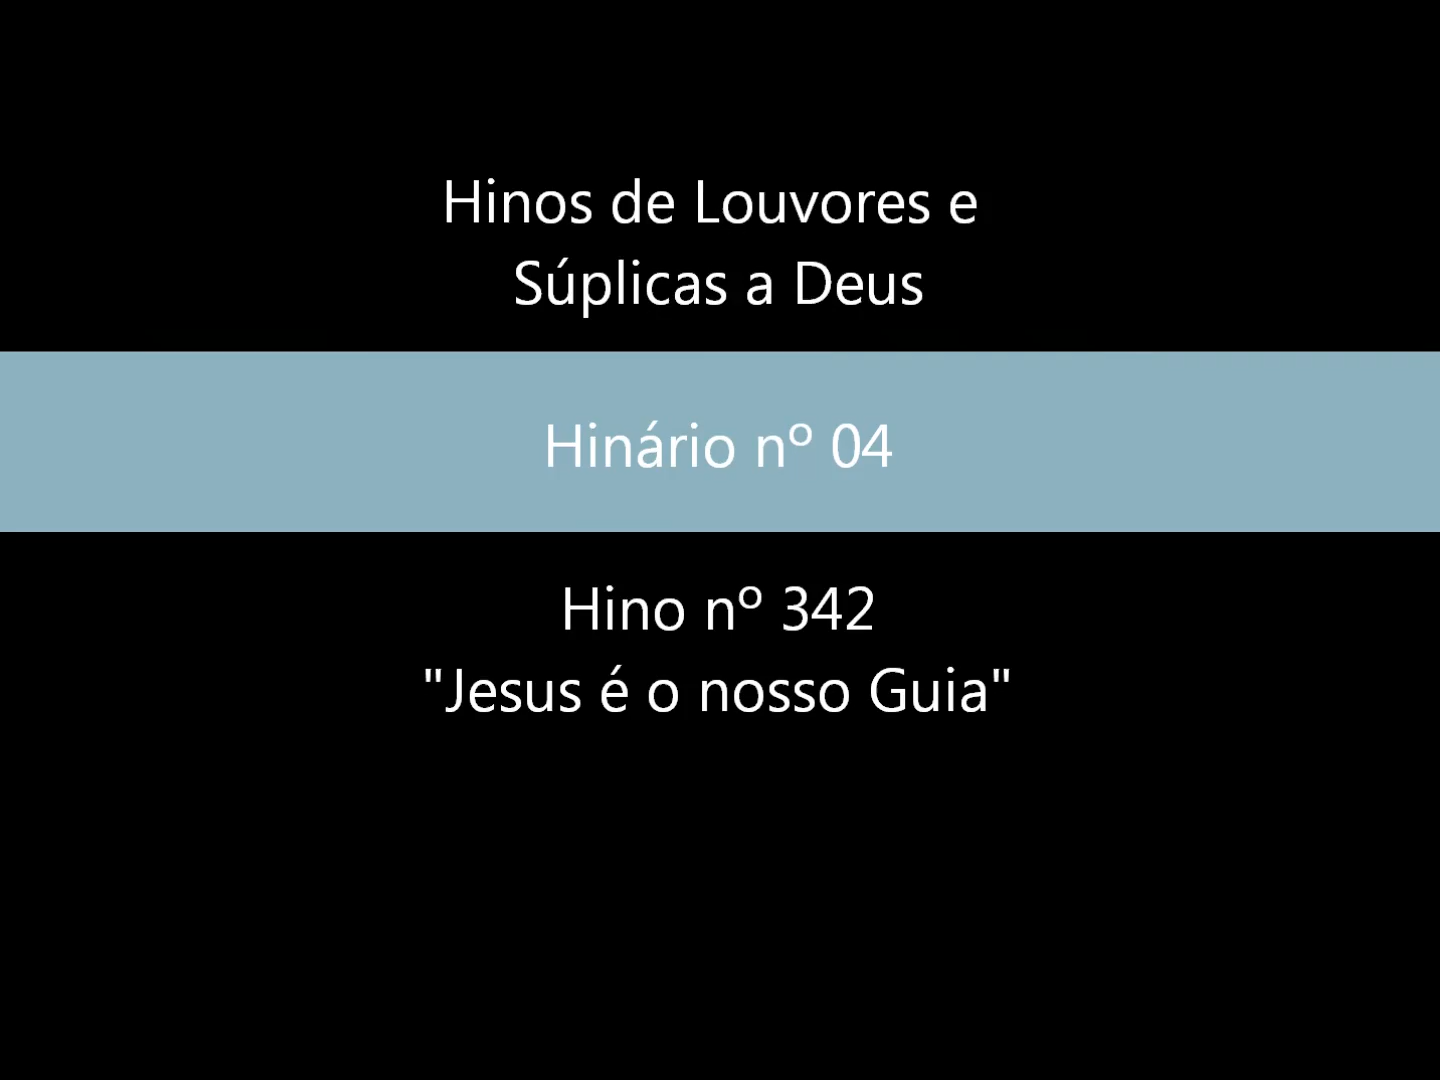 Hinos de Louvores e
Súplicas a Deus
Hinário nº 04
Hino nº 342
"Jesus é o nosso Guia"